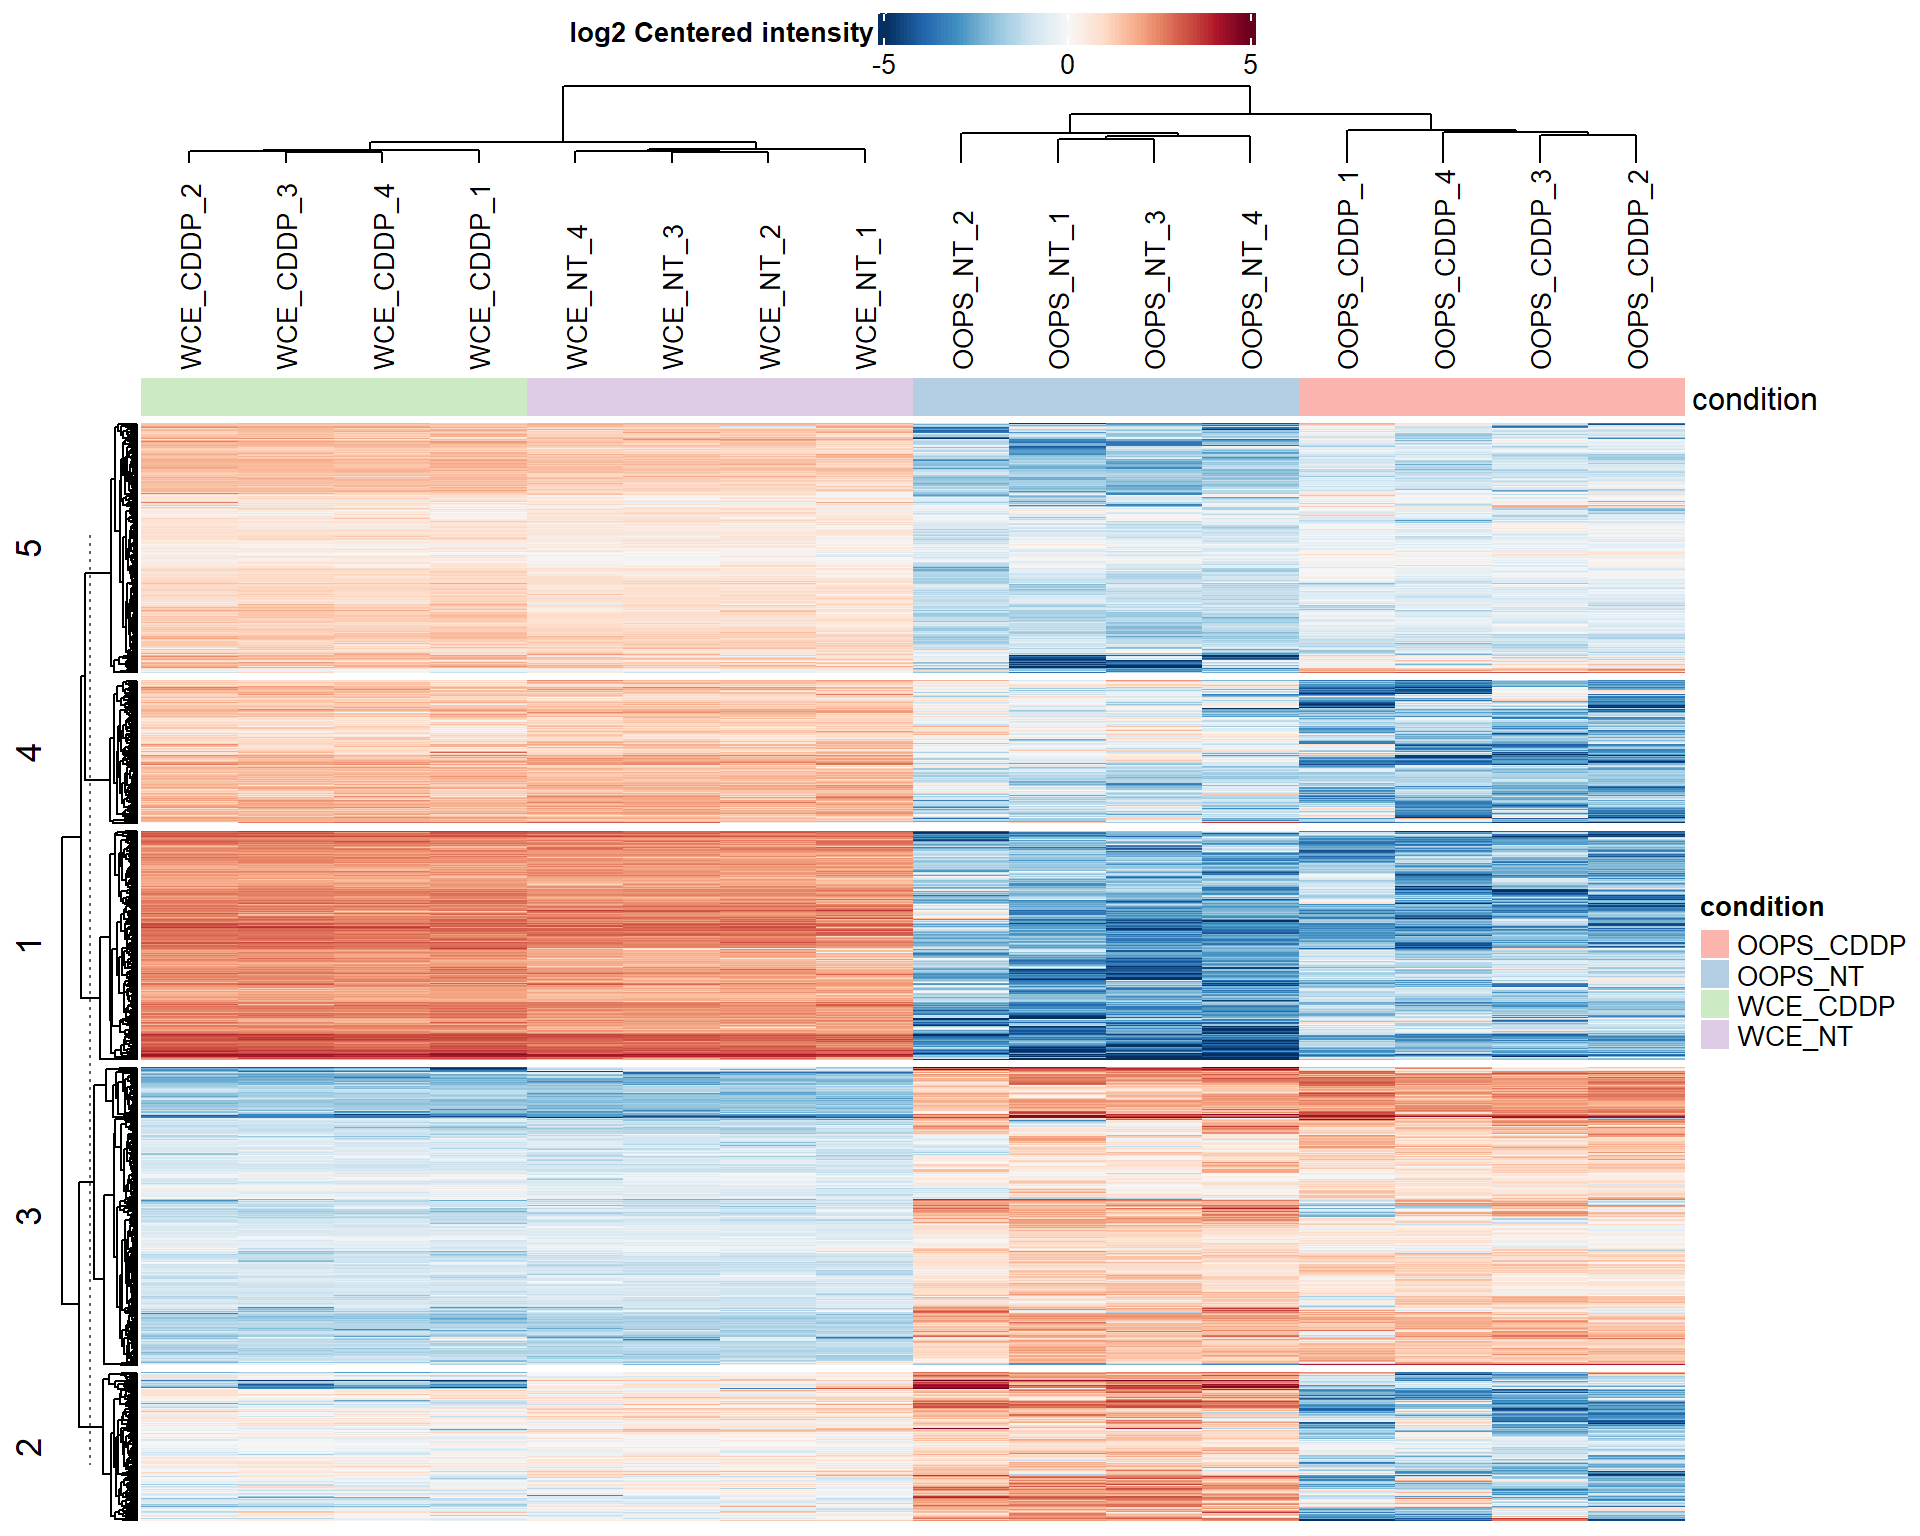 log2 Centered intensity
-5 0 5
WCE_CDDP_2
WCE_CDDP_3
WCE_CDDP_4
WCE_CDDP_1
WCE_NT_4
WCE_NT_3
WCE_NT_2
WCE_NT_1
OOPS_NT_2
OOPS_NT_1
OOPS_NT_3
OOPS_NT_4
OOPS_CDDP_1
OOPS_CDDP_4
OOPS_CDDP_3
OOPS_CDDP_2
condition
5
4
1
3
2
condition
OOPS_CDDP
OOPS_NT
WCE_CDDP
WCE_NT